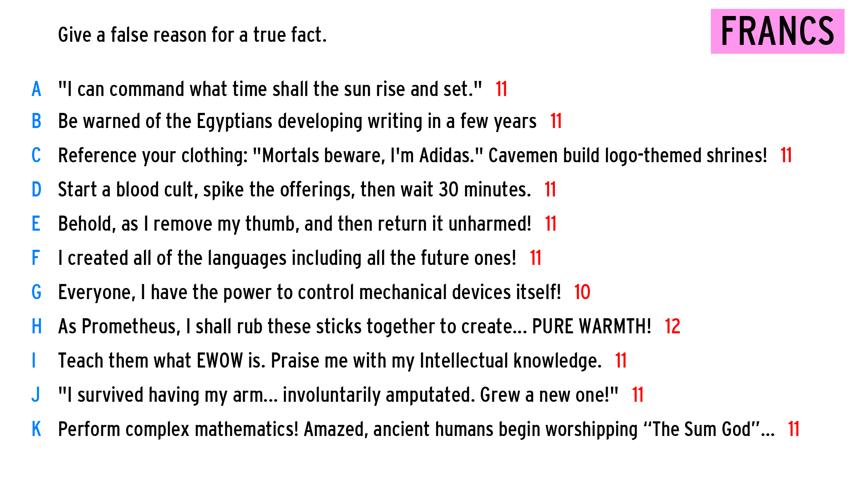 Give a false reason for a true fact.
FRANCS
A "I can command what time shall the sun rise and set." 11
B Be warned of the Egyptians developing writing in a few years 11
C Reference your clothing: "Mortals beware, I'm Adidas." Cavemen build logo-themed shrines! 11
D Start a blood cult, spike the offerings, then wait 30 minutes. 11
E Behold, as I remove my thumb, and then return it unharmed! 11
F I created all of the languages including all the future ones! 11
G Everyone, I have the power to control mechanical devices itself! 10
H As Prometheus, I shall rub these sticks together to create... PURE WARMTH! 12
I Teach them what EWOW is. Praise me with my Intellectual knowledge. 11
J "I survived having my arm... involuntarily amputated. Grew a new one!" 11
K Perform complex mathematics! Amazed, ancient humans begin worshipping “The Sum God”... 11